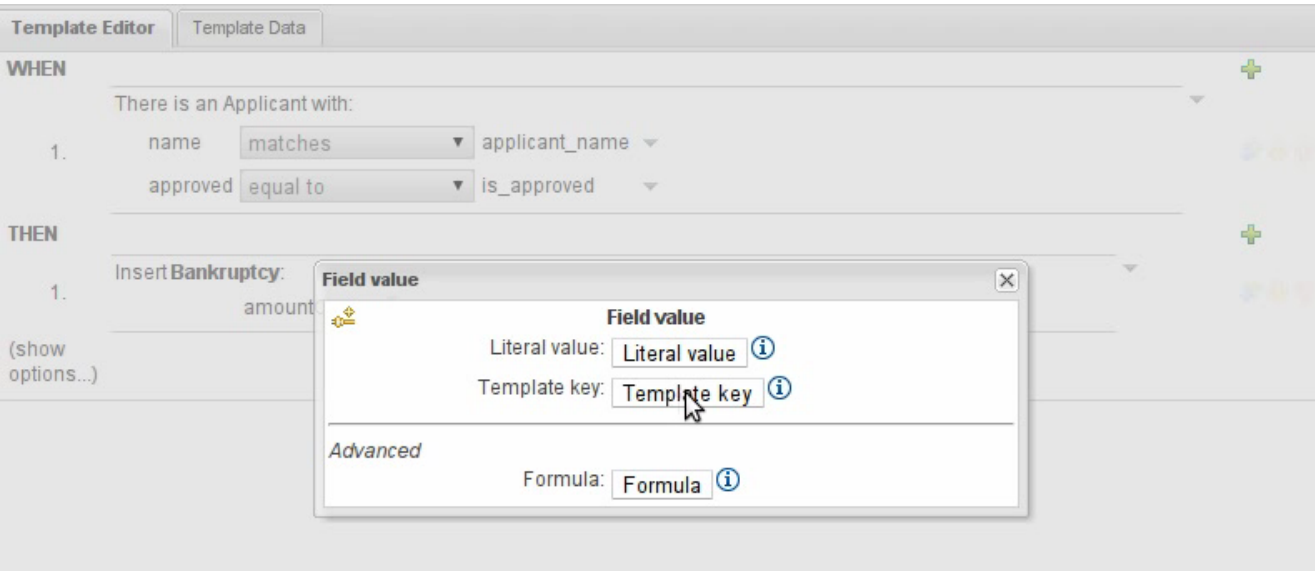 Template Editor Template Data
WHEN
There is an Applicant with:
1.
name matches applicant_name
approved equal to is_approved
THEN
Insert Bankruptcy:
1.
amount
(show
options...)
Field value
Field value
Literal value: Literal value
Template key: Template key
Advanced
Formula: Formula